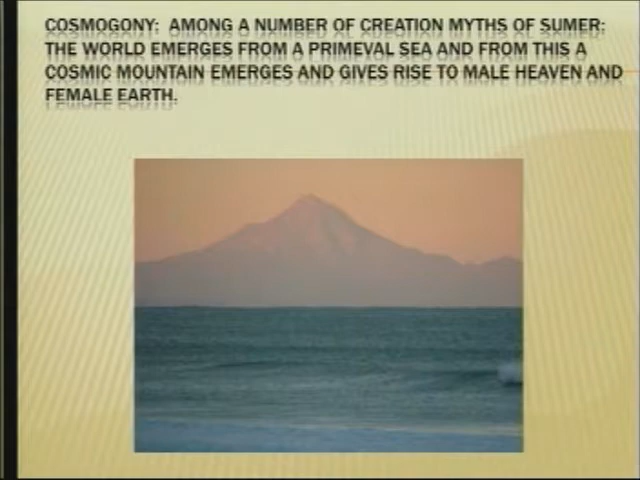 COSMOGONY: AMONG A NUMBER OF CREATION MYTHS OF SUMER:
THE WORLD EMERGES FROM A PRIMEVAL SEA AND FROM THIS A
COSMIC MOUNTAIN EMERGES AND GIVES RISE TO MALE HEAVEN AND
FEMALE EARTH.